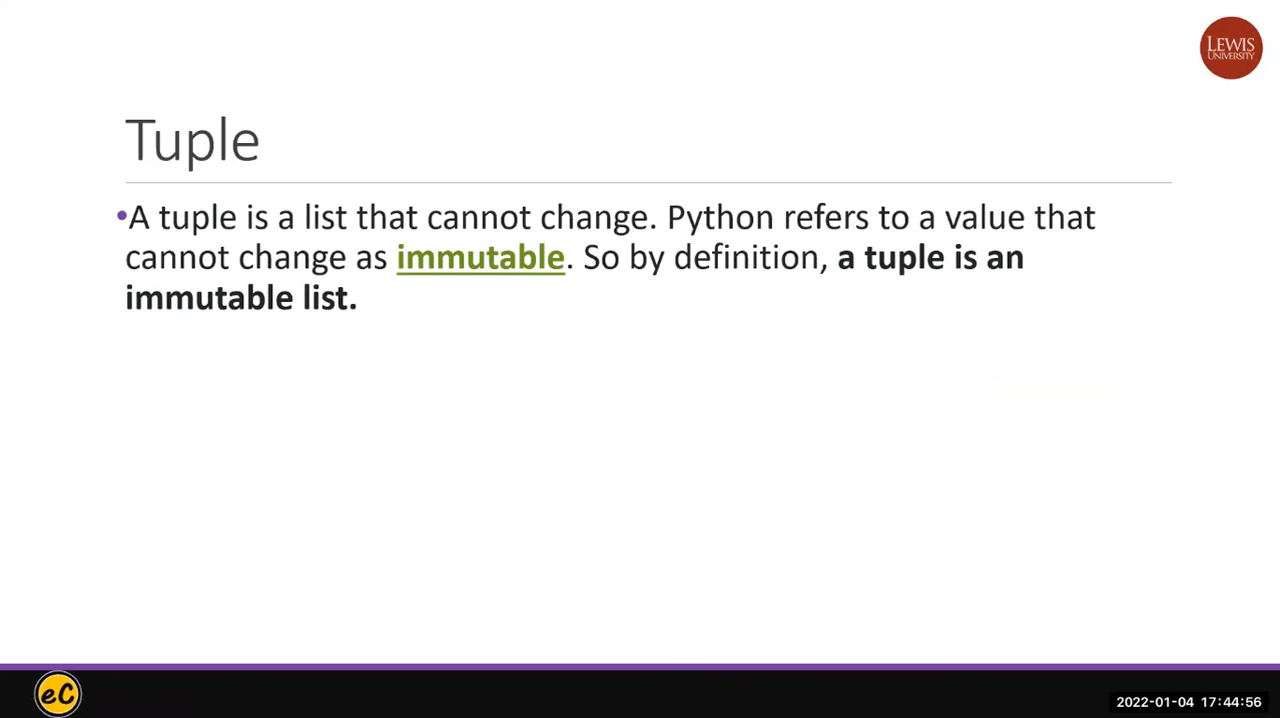 LEWIS
UNIVERSITY
Tuple
•A tuple is a list that cannot change. Python refers to a value that
cannot change as immutable. So by definition, a tuple is an
immutable list.
eC
2022-01-04 17:44:56